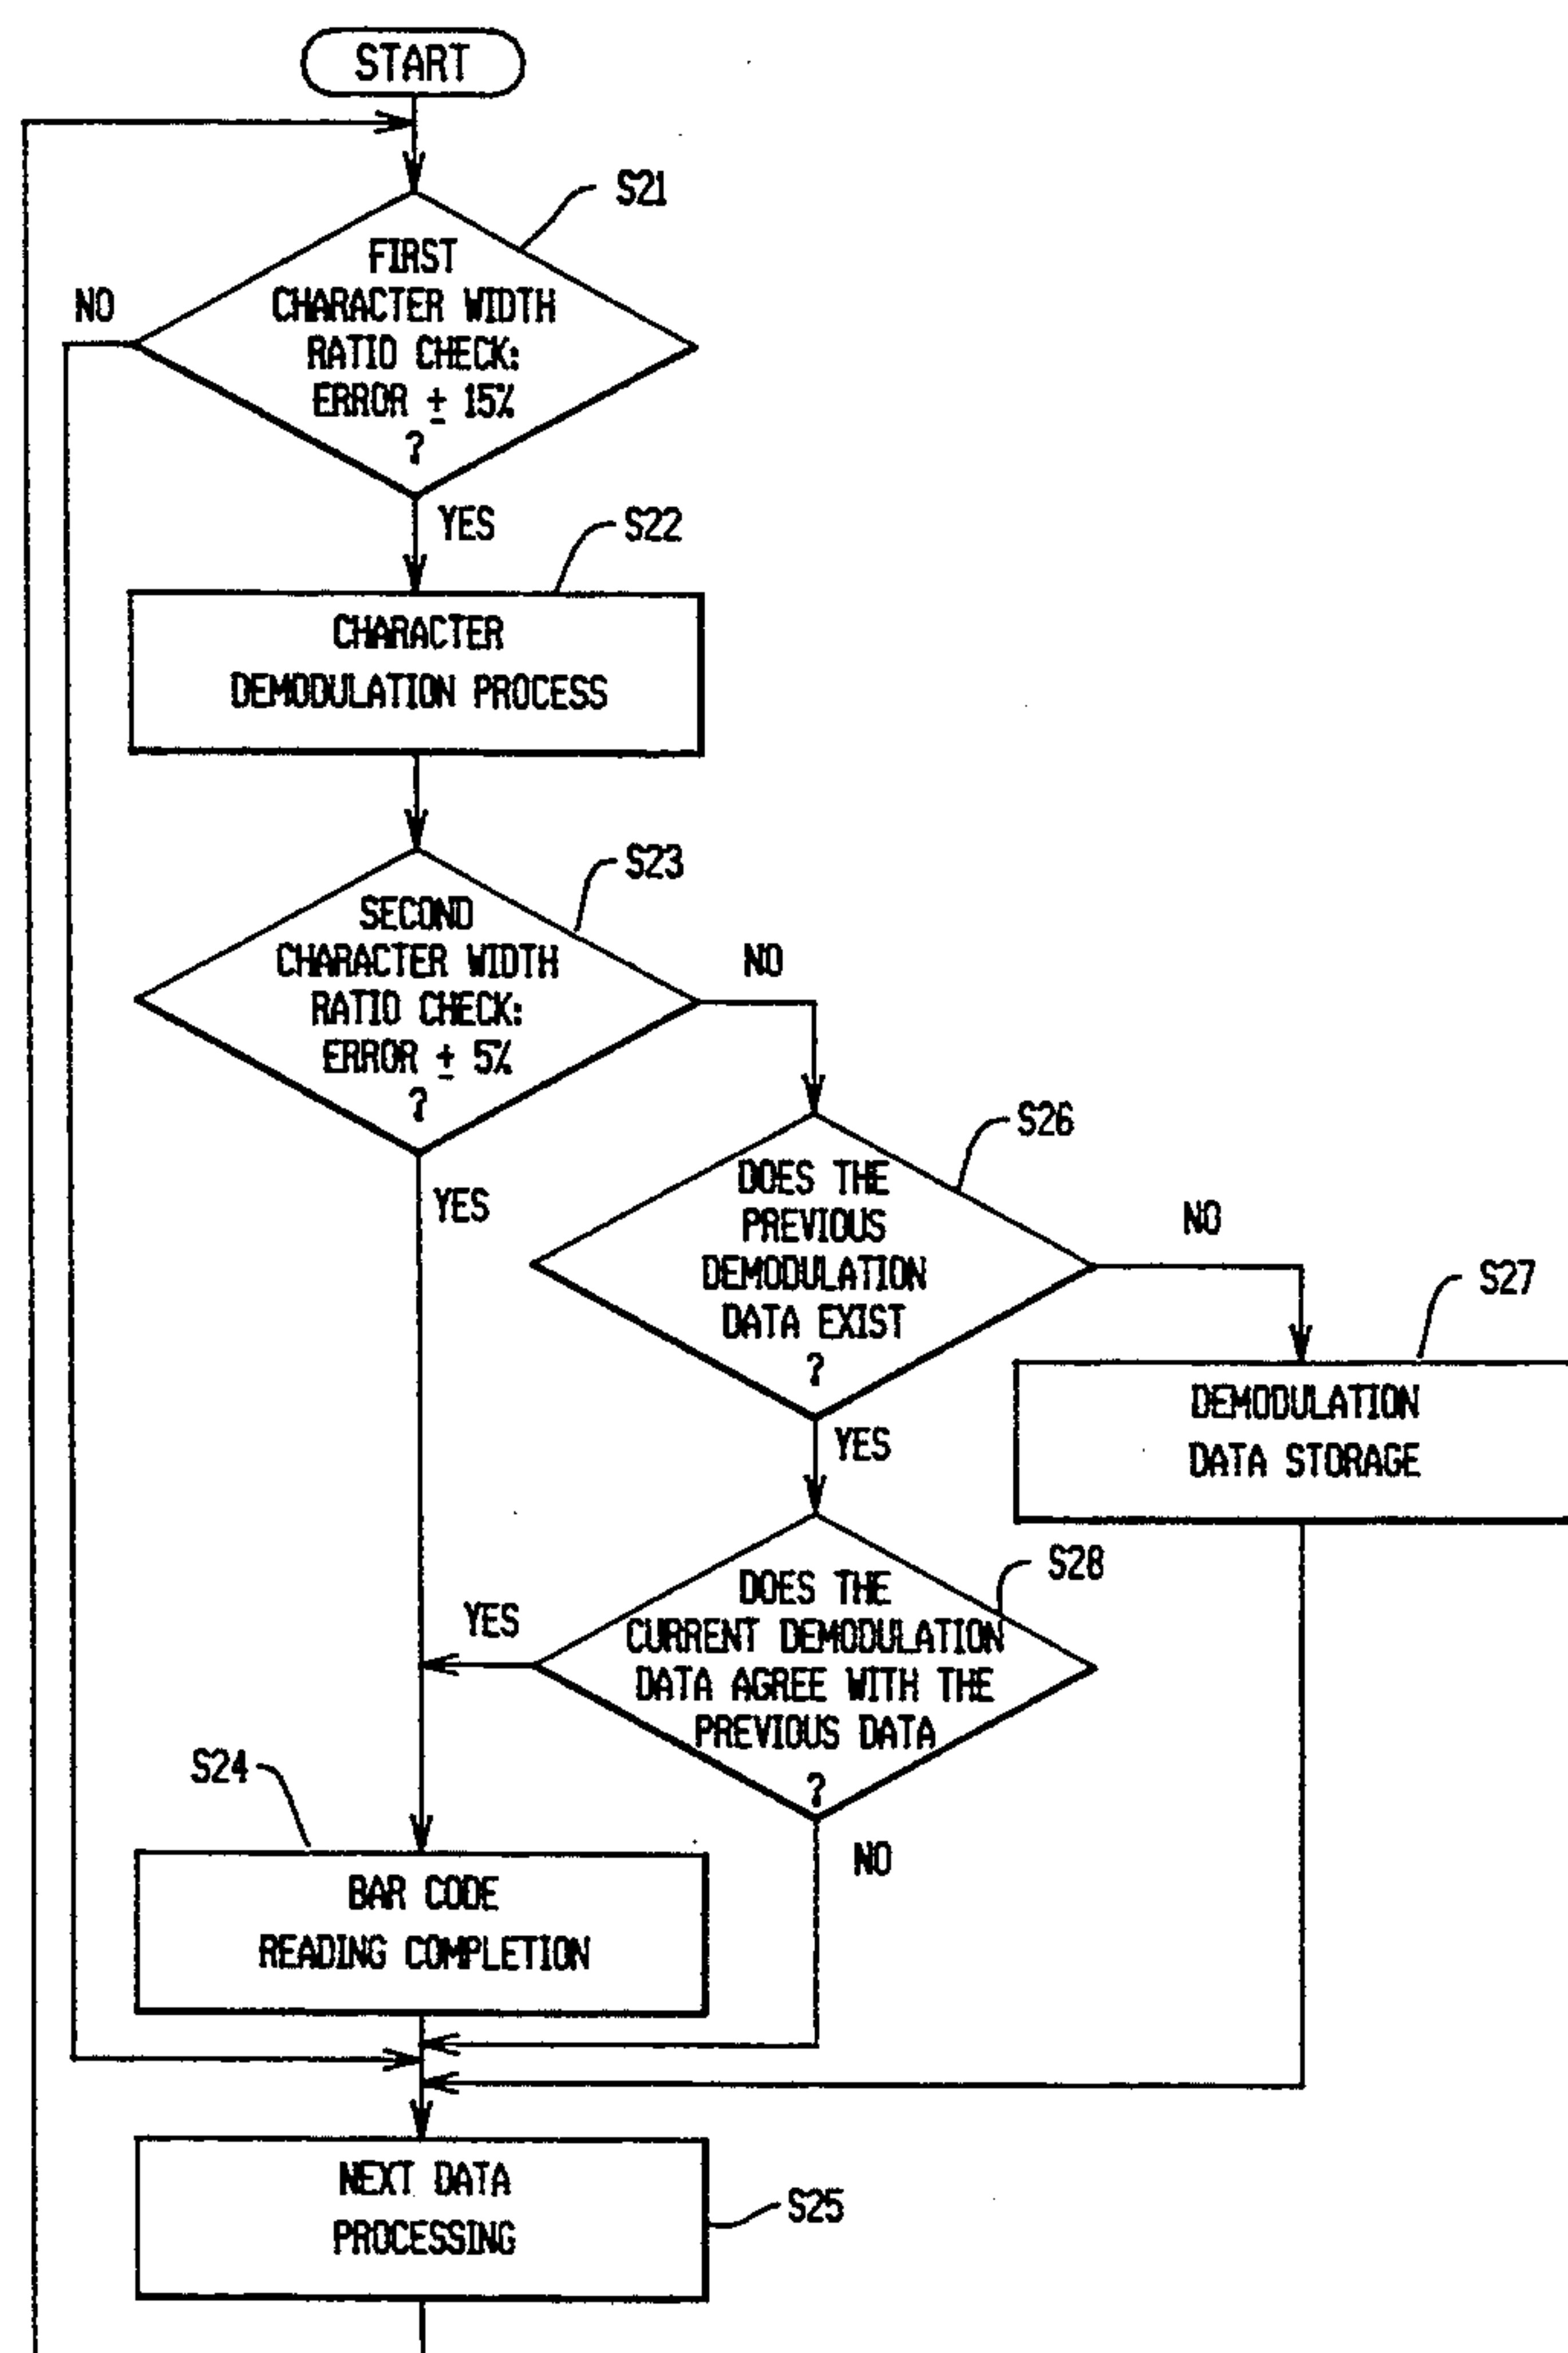 START
S21
FIRST
CHARACTER WIDTH
RATIO CHECK:
ERROR ± 15%
?
NO
YES
S22
CHARACTER
DEMODULATION PROCESS
S23
SECOND
CHARACTER WIDTH
RATIO CHECK:
ERROR ± 5%
?
NO
YES
S26
DOES THE
PREVIOUS
DEMODULATION
DATA EXIST
?
NO
YES
S27
DEMODULATION
DATA STORAGE
S28
DOES THE
CURRENT DEMODULATION
DATA AGREE WITH THE
PREVIOUS DATA
?
YES
NO
S24
BAR CODE
READING COMPLETION
NEXT DATA
PROCESSING
S25